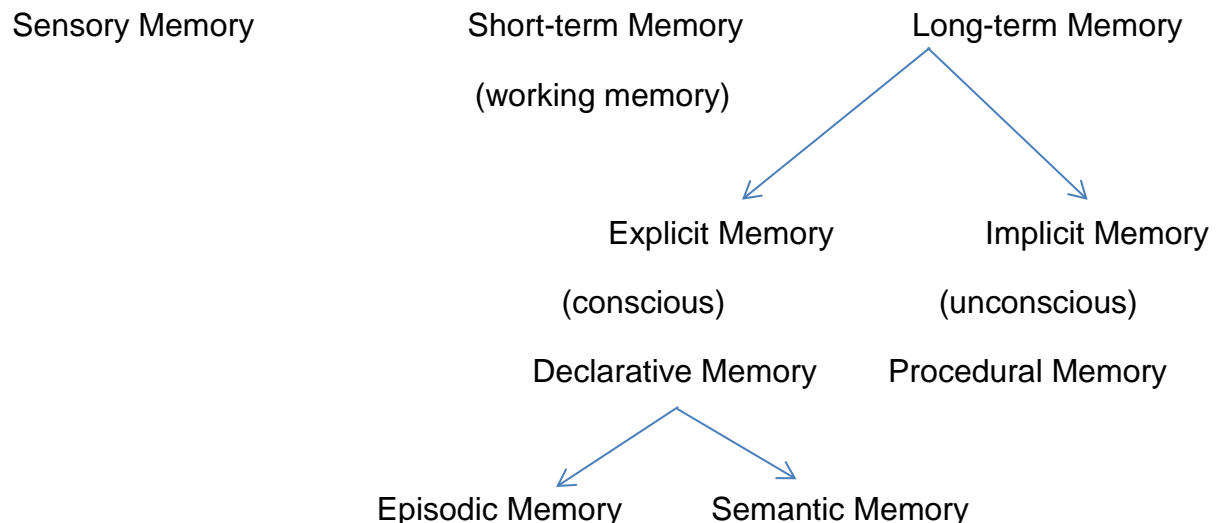 Sensory Memory Short-term Memory Long-term Memory
(working memory)
Explicit Memory Implicit Memory
(conscious) (unconscious)
Declarative Memory Procedural Memory
Episodic Memory Semantic Memory